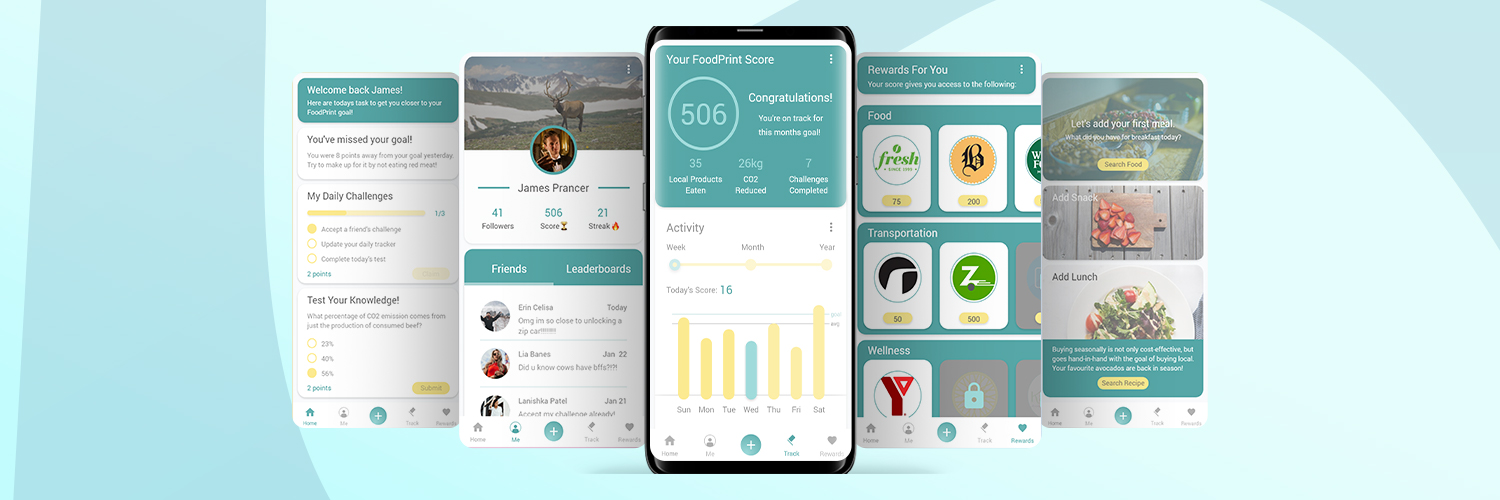 Welcome back James!
Here are todays task to get you closer to your
FoodPrint goal!
You've missed your goal!
You were 8 points away from your goal yesterday.
Try to make up for it by not eating red meat!
My Daily Challenges
1/3
Accept a friend's challenge
Update your daily tracker
Complete today's test
2 points
Claim
Test Your Knowledge!
What percentage of CO2 emission comes from
just the production of consumed beef?
23%
40%
56%
2 points
Submit
Home
Me
Track
Rewards
James Prancer
41
506
21
Followers
Score⏳
Streak🔥
Friends
Leaderboards
Erin Celisa
Today
Omg im so close to unlocking a
zip car!!!!!!!!
Lia Banes
Jan 22
Did u know cows have bffs?!?!
Lanishka Patel
Jan 21
Accept my challenge already!
Home
Me
Track
Rewards
Your FoodPrint Score
506
Congratulations!
You're on track for
this months goal!
35
26kg
7
Local Products
Eaten
CO2
Reduced
Challenges
Completed
Activity
Week
Month
Year
Today's Score: 16
goal
avg
Sun
Mon
Tue
Wed
Thu
Fri
Sat
Home
Me
Track
Rewards
Rewards For You
Your score gives you access to the following:
Food
fresh
SINCE 1999
B
75
200
Transportation
Z
50
500
Wellness
Y
Home
Me
Track
Rewards
Let's add your first meal.
What did you have for breakfast today?
Search Food
Add Snack
Add Lunch
Buying seasonally is not only cost-effective, but
goes hand-in-hand with the goal of buying local.
Your favourite avocados are back in season!
Search Recipe
Home
Me
Track
Rewards